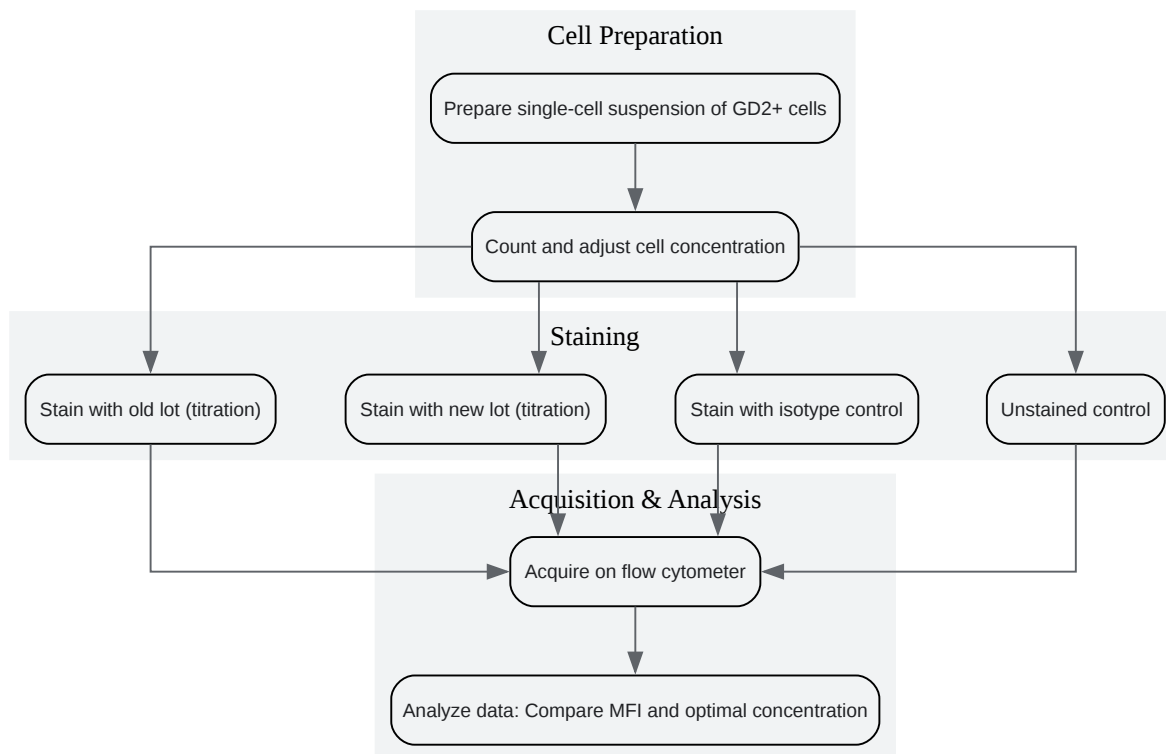 Cell Preparation
Prepare single-cell suspension of GD2+ cells
Count and adjust cell concentration
Staining
Stain with old lot (titration)
Stain with new lot (titration)
Stain with isotype control
Unstained control
Acquisition & Analysis
Acquire on flow cytometer
Analyze data: Compare MFI and optimal concentration